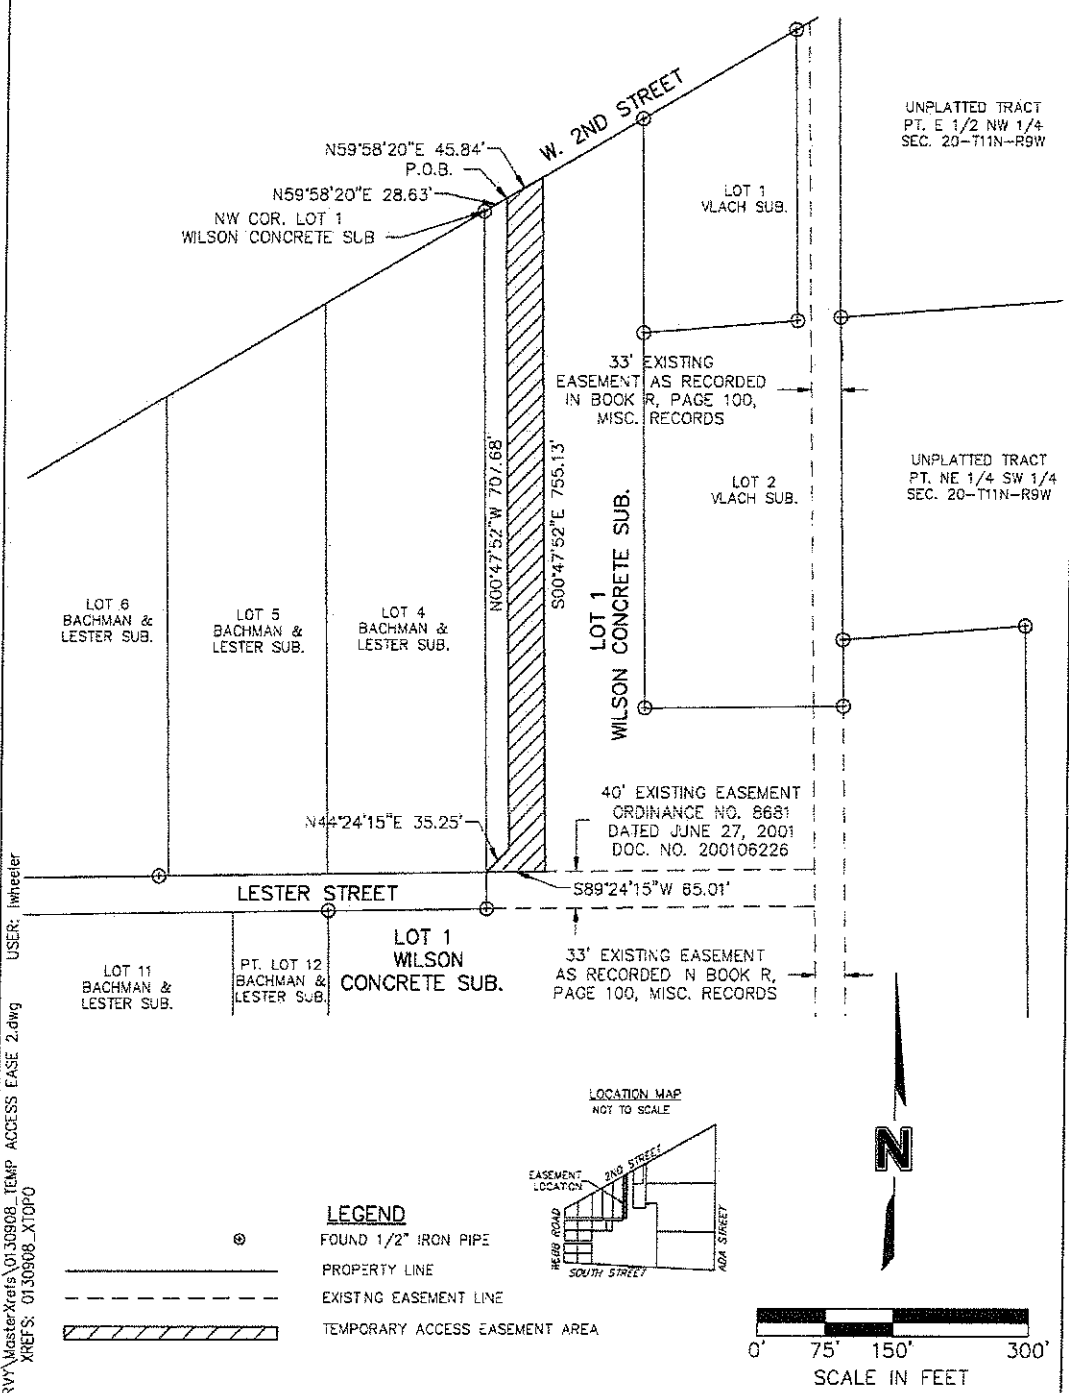 W. 2ND STREET
N59°58'20"E 45.84'
P.O.B.
N59°58'20"E 28.63'
NW COR. LOT 1
WILSON CONCRETE SUB
UNPLATTED TRACT
PT. E 1/2 NW 1/4
SEC. 20-T11N-R9W
LOT 1
VLACH SUB.
33' EXISTING
EASEMENT AS RECORDED
IN BOOK R, PAGE 100,
MISC. RECORDS
N00°47'52"W 707.68'
S00°47'52"E 755.13'
LOT 1
WILSON CONCRETE SUB.
LOT 2
VLACH SUB.
UNPLATTED TRACT
PT. NE 1/4 SW 1/4
SEC. 20-T11N-R9W
LOT 6
BACHMAN &
LESTER SUB.
LOT 5
BACHMAN &
LESTER SUB.
LOT 4
BACHMAN &
LESTER SUB.
N44°24'15"E 35.25'
40' EXISTING EASEMENT
ORDINANCE NO. 8681
DATED JUNE 27, 2001
DOC. NO. 200106226
S89°24'15"W 65.01'
LESTER STREET
LOT 11
BACHMAN &
LESTER SUB.
PT. LOT 12
BACHMAN &
LESTER SUB.
LOT 1
WILSON
CONCRETE SUB.
33' EXISTING EASEMENT
AS RECORDED N BOOK R,
PAGE 100, MISC. RECORDS
N
LOCATION MAP
NOT TO SCALE
2ND STREET
EASEMENT
LOCATION
WEBB ROAD
ADA STREET
SOUTH STREET
LEGEND
FOUND 1/2" IRON PIPE
PROPERTY LINE
EXISTING EASEMENT LINE
TEMPORARY ACCESS EASEMENT AREA
0' 75' 150' 300'
SCALE IN FEET
RVY\MasterXrefs\0130908_TEMP ACCESS EASE 2.dwg USER: lwheeler
XREFS: 0130908_XTOPO